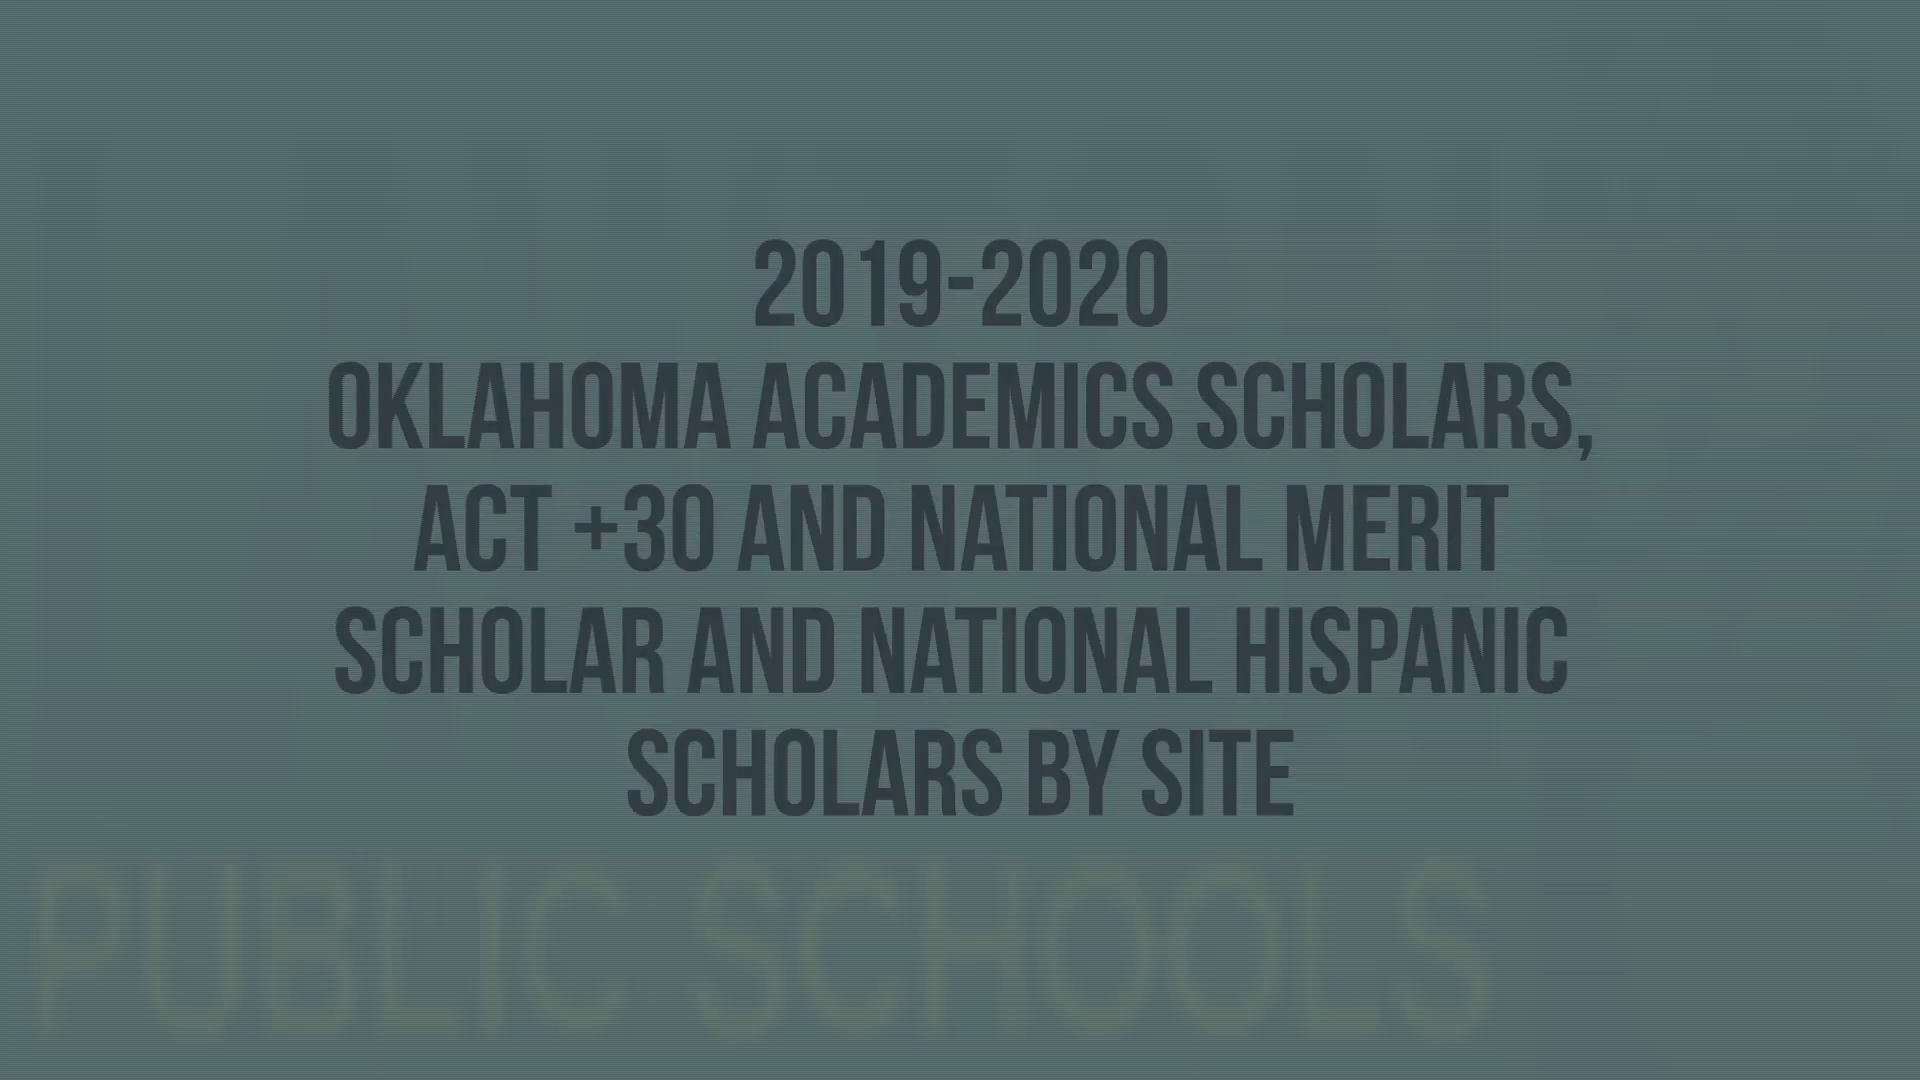 2019-2020
OKLAHOMA ACADEMICS SCHOLARS,
ACT +30 AND NATIONAL MERIT
SCHOLAR AND NATIONAL HISPANIC
SCHOLARS BY SITE
PUBLIC SCHOOLS